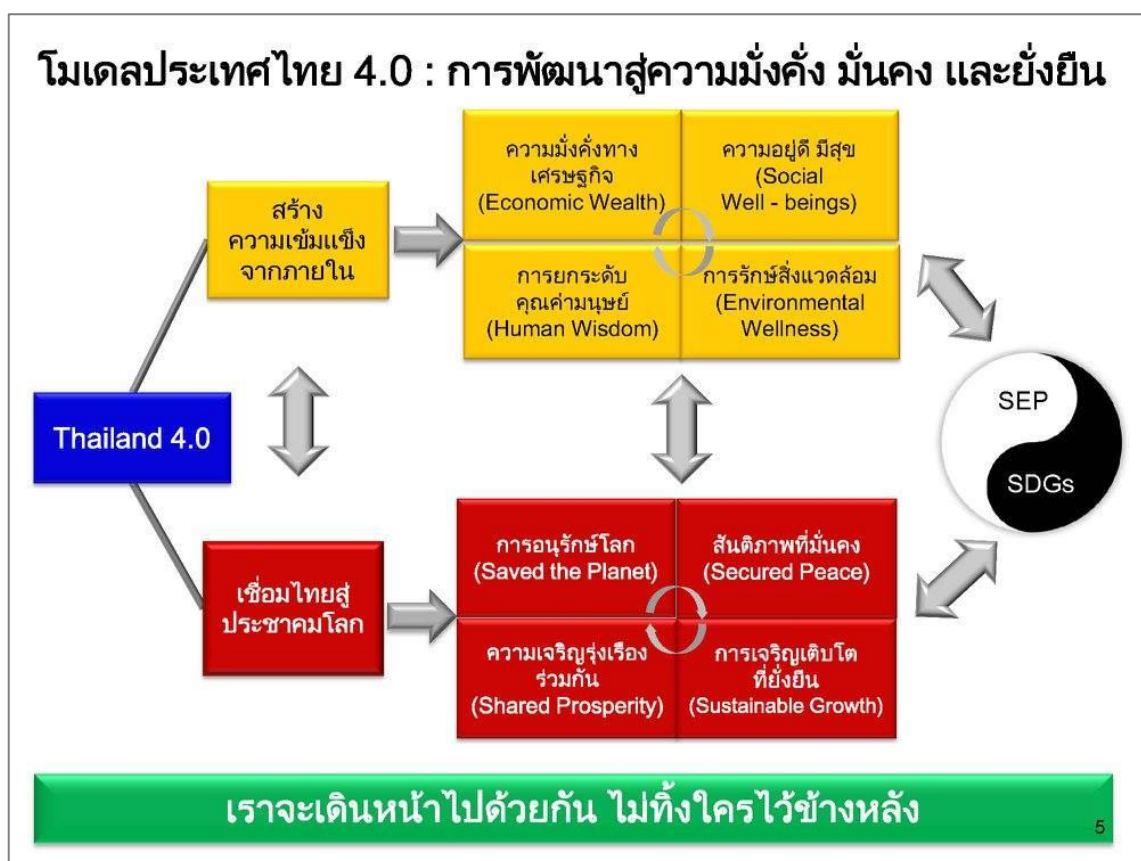 โมเดลประเทศไทย 4.0 : การพัฒนาสู่ความมั่งคั่ง มั่นคง และยั่งยืน
ความมั่งคั่งทาง
เศรษฐกิจ
(Economic Wealth)
ความอยู่ดี มีสุข
(Social
Well - beings)
สร้าง
ความเข้มแข็ง
จากภายใน
การยกระดับ
คุณค่ามนุษย์
(Human Wisdom)
การรักษ์สิ่งแวดล้อม
(Environmental
Wellness)
Thailand 4.0
SEP
SDGs
เชื่อมไทยสู่
ประชาคมโลก
การอนุรักษ์โลก
(Saved the Planet)
สันติภาพที่มั่นคง
(Secured Peace)
ความเจริญรุ่งเรือง
ร่วมกัน
(Shared Prosperity)
การเจริญเติบโต
ที่ยั่งยืน
(Sustainable Growth)
เราจะเดินหน้าไปด้วยกัน ไม่ทิ้งใครไว้ข้างหลัง
5